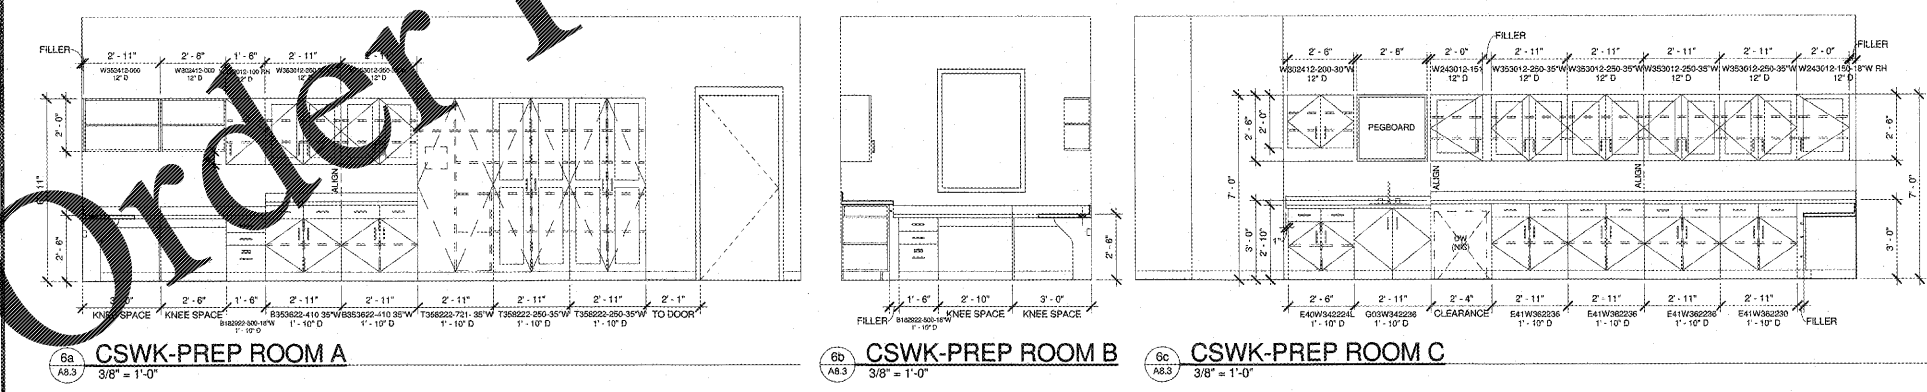 FILLER
2' - 11" 2' - 6" 1' - 6" 2' - 11"
W352412-000
12" D
12" D
12" D
12" D
2' - 0"
2' - 6"
ALIGN
3' - 0" 2' - 6" 1' - 6" 2' - 11" 2' - 11" 2' - 11" 2' - 11" 2' - 11" 2' - 1"
KNEE SPACE KNEE SPACE B353622-410 35"W B353622-410 35"W T358222-721- 35"W T358222-250-35"W T358222-250-35"W TO DOOR
B182922-500-18"W
1' - 10" D 1' - 10" D 1' - 10" D 1' - 10" D 1' - 10" D 1' - 10" D
6a
A8.3
CSWK-PREP ROOM A
3/8" = 1'-0"
2' - 6"
1' - 6" 2' - 10" 3' - 0"
KNEE SPACE KNEE SPACE
FILLER
B182922-500-18"W
1' - 10" D
6b
A8.3
CSWK-PREP ROOM B
3/8" = 1'-0"
FILLER
FILLER
2' - 6" 2' - 8" 2' - 0" 2' - 11" 2' - 11" 2' - 11" 2' - 11" 2' - 0"
W302412-200-30"W W243012-151 W353012-250-35"W W353012-250-35"W W353012-250-35"W W353012-250-35"W W243012-150-18"W RH
12" D 12" D 12" D 12" D 12" D 12" D 12" D
2' - 6"
2' - 0"
PEGBOARD
2' - 6"
ALIGN
ALIGN
7' - 0"
7' - 0"
3' - 0"
2' - 10"
1"
DW
(NIC)
3' - 0"
2' - 6" 2' - 11" 2' - 4" 2' - 11" 2' - 11" 2' - 11" 2' - 11"
E40W342224L G03W342236 CLEARANCE E41W362236 E41W362236 E41W362236 E41W362230
1' - 10" D 1' - 10" D 1' - 10" D 1' - 10" D 1' - 10" D 1' - 10" D
FILLER
6c
A8.3
CSWK-PREP ROOM C
3/8" = 1'-0"
Order